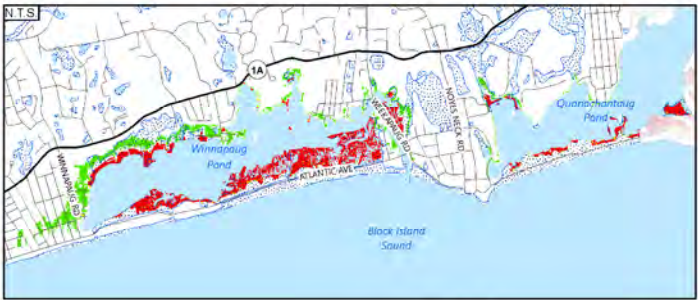 N.T.S.
1A
Quonochontaug
Pond
NOYES NECK RD
WEEKAPAUG RD
Winnapaug
Pond
WINNAPAUG RD
ATLANTIC AVE
Block Island
Sound